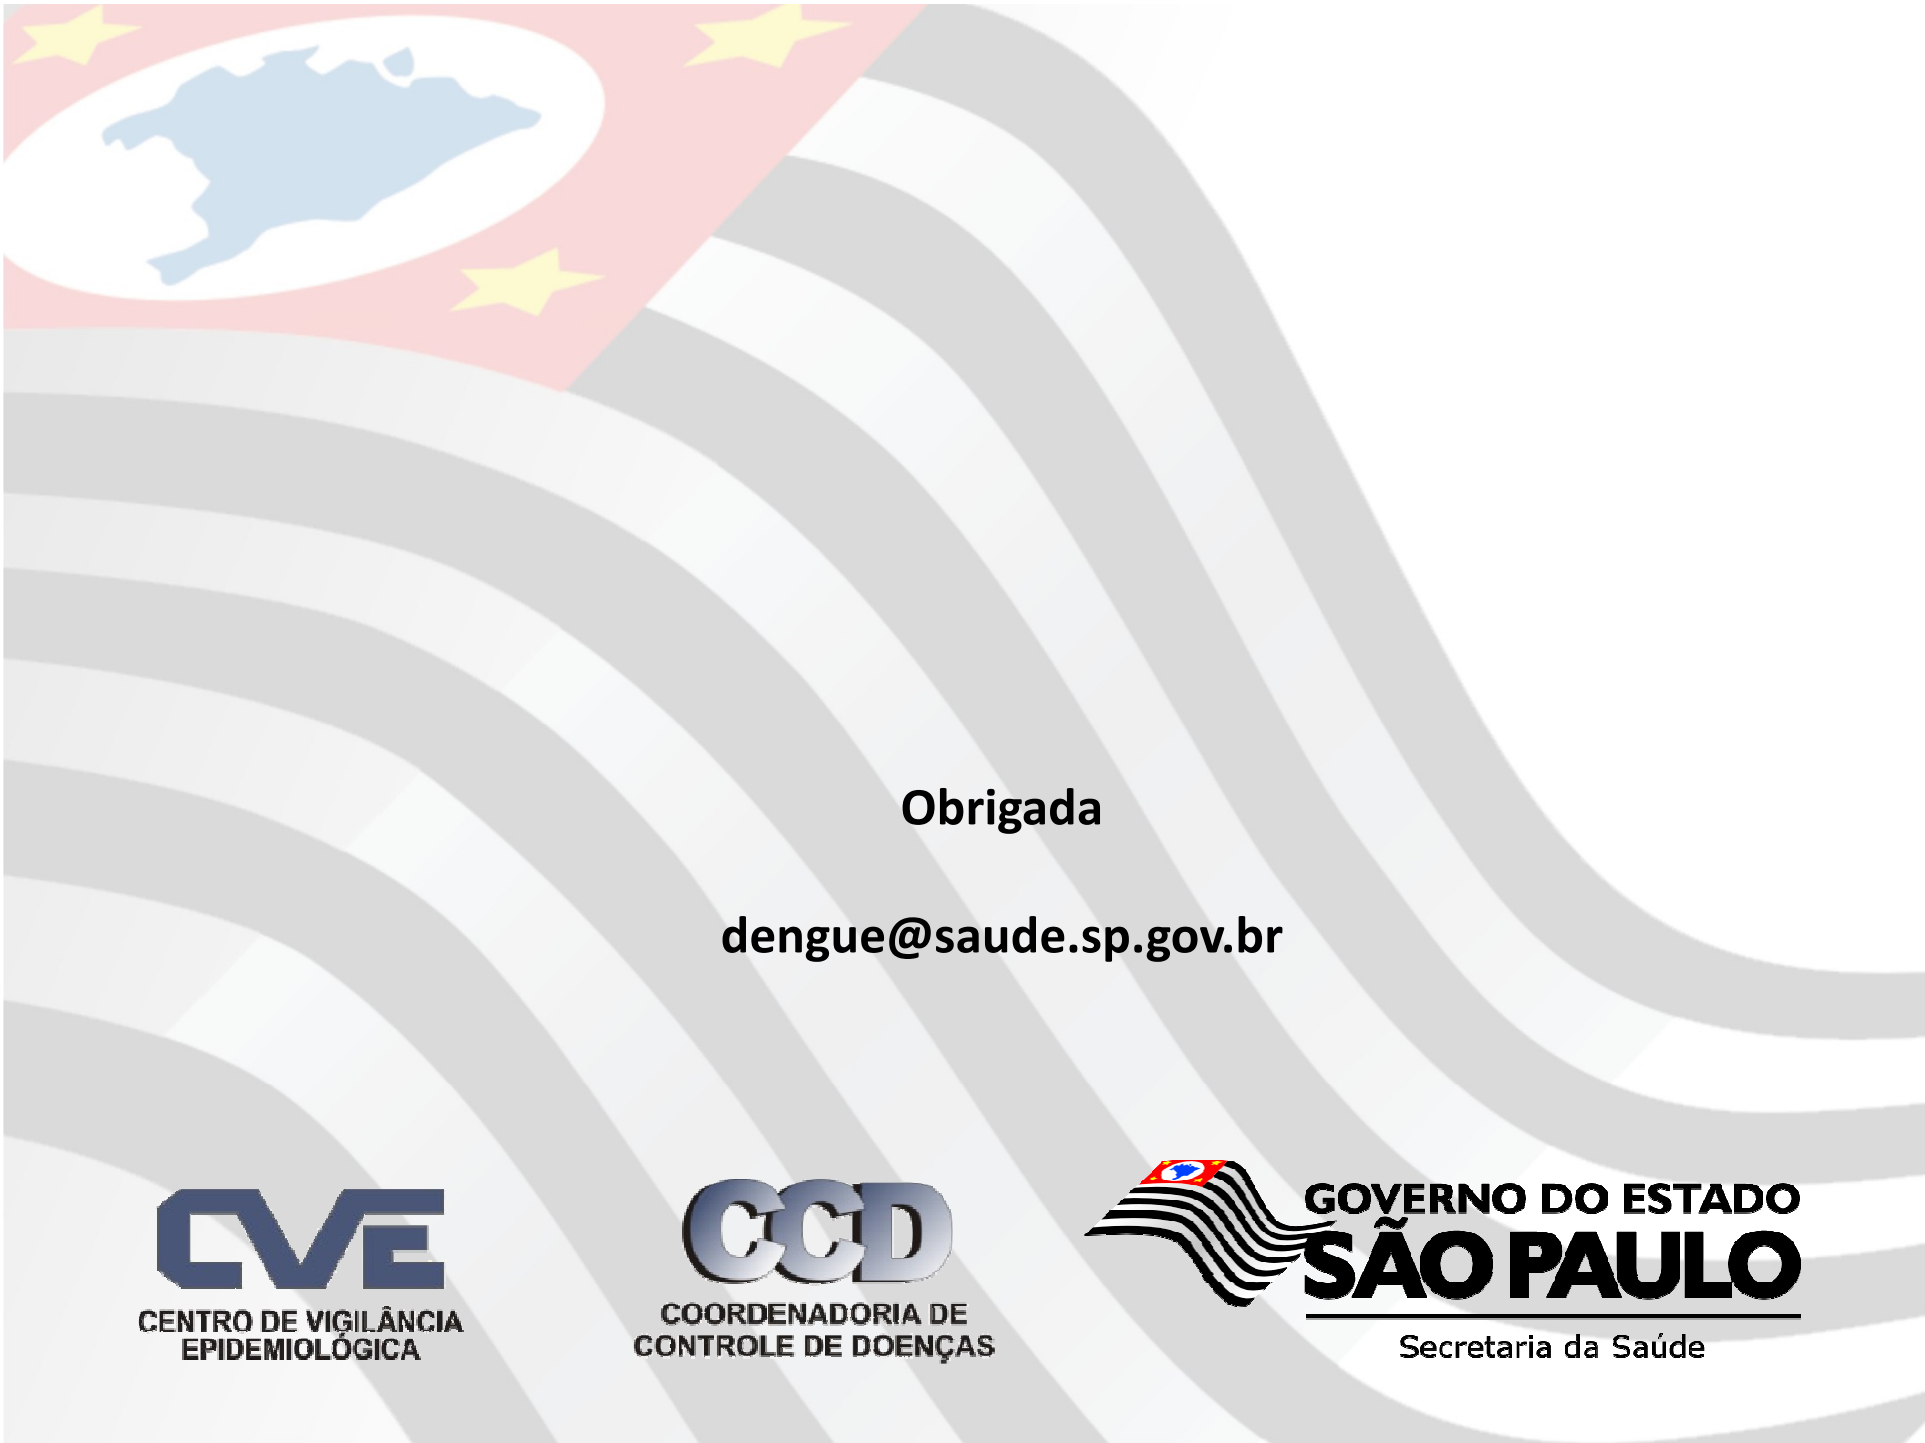 Obrigada
dengue@saude.sp.gov.br
CVE
CENTRO DE VIGILÂNCIA
EPIDEMIOLÓGICA
CCD
COORDENADORIA DE
CONTROLE DE DOENÇAS
GOVERNO DO ESTADO
SÃO PAULO
Secretaria da Saúde